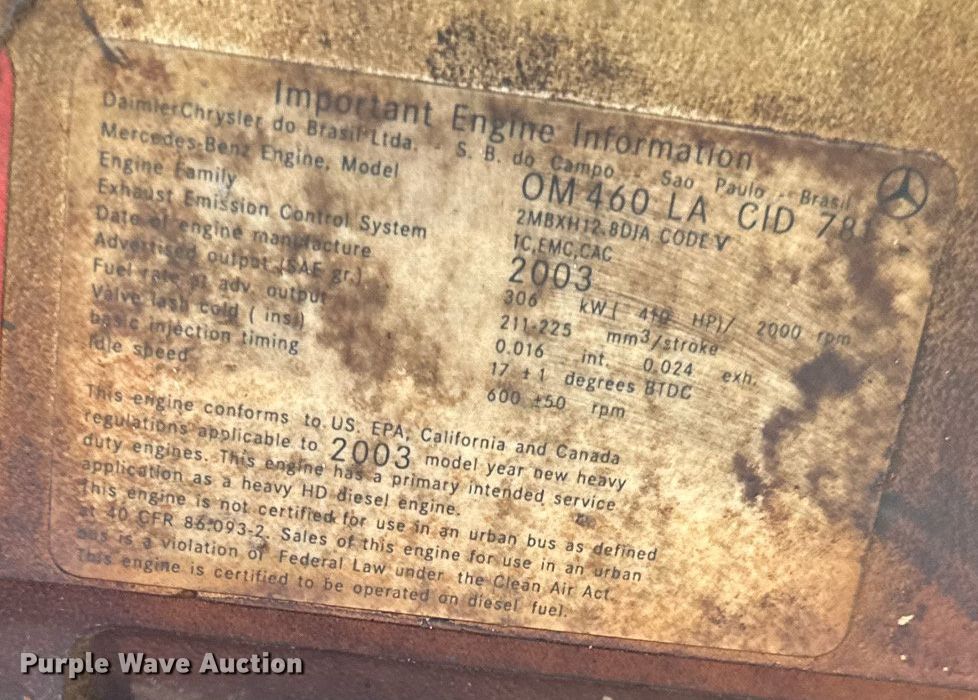 Important Engine Information
DaimlerChrysler do Brasil Ltda. - S. B. do Campo - Sao Paulo - Brasil
Mercedes-Benz Engine, Model OM 460 LA CID 781
Engine Family 2MBXH12.8DJA CODE V
Exhaust Emission Control System TC,EMC,CAC
Date of engine manufacture 2003
Advertised output (SAE gr.) 306 kW( 410 HP)/ 2000 rpm
Fuel rate at adv. output 211-225 mm3/stroke
Valve lash cold ( ins.) 0.016 int. 0.024 exh.
basic injection timing 17 ±1 degrees BTDC
Idle speed 600 ±50 rpm
This engine conforms to US. EPA, California and Canada
regulations applicable to 2003 model year new heavy
duty engines. This engine has a primary intended service
application as a heavy HD diesel engine.
This engine is not certified for use in an urban bus as defined
at 40 CFR 86.093-2. Sales of this engine for use in an urban
bus is a violation of Federal Law under the Clean Air Act.
This engine is certified to be operated on diesel fuel.
Purple Wave Auction